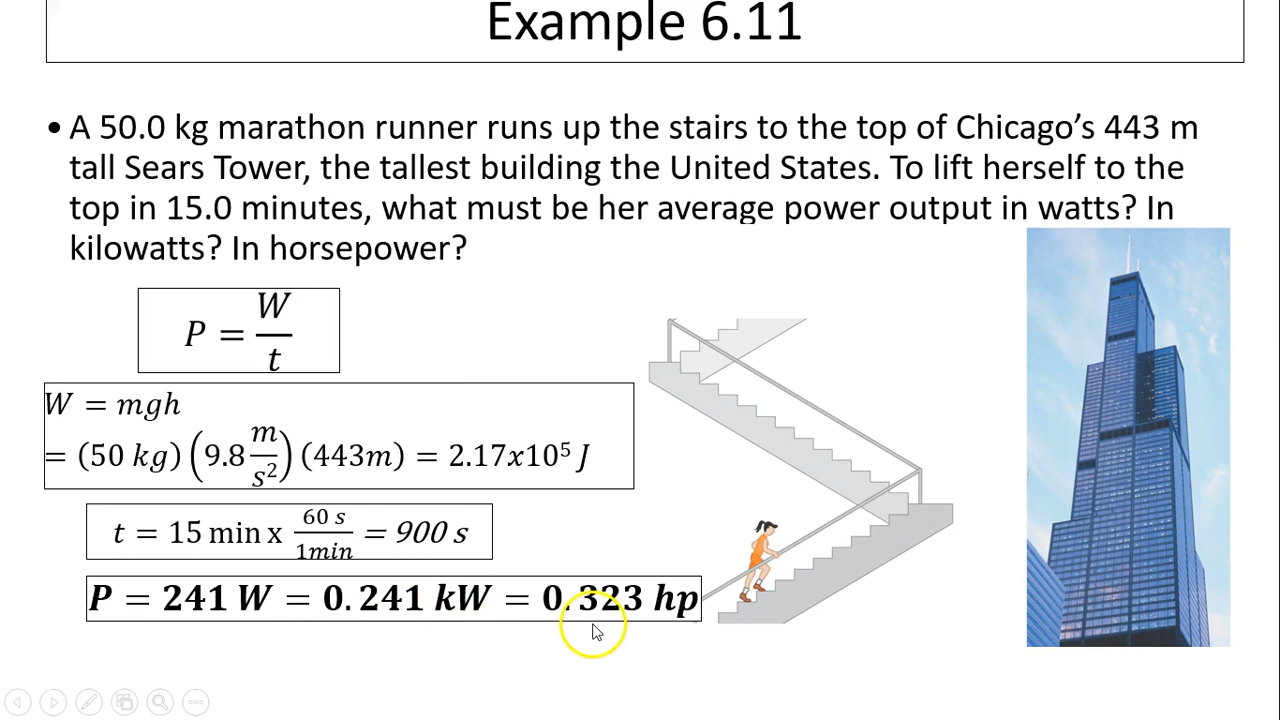 Example 6.11
• A 50.0 kg marathon runner runs up the stairs to the top of Chicago’s 443 m
tall Sears Tower, the tallest building the United States. To lift herself to the
top in 15.0 minutes, what must be her average power output in watts? In
kilowatts? In horsepower?
P = W/t
W = mgh
= (50 kg) (9.8 m/s²) (443m) = 2.17x10⁵ J
t = 15 min x 60 s/1min = 900 s
P = 241 W = 0.241 kW = 0.323 hp